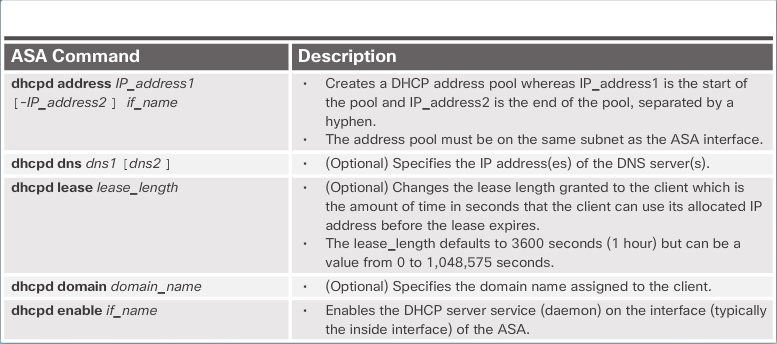 ASA Command
Description
dhcpd address IP_address1
[-IP_address2 ] if_name
• Creates a DHCP address pool whereas IP_address1 is the start of
the pool and IP_address2 is the end of the pool, separated by a
hyphen.
• The address pool must be on the same subnet as the ASA interface.
dhcpd dns dns1 [dns2 ]
• (Optional) Specifies the IP address(es) of the DNS server(s).
dhcpd lease lease_length
• (Optional) Changes the lease length granted to the client which is
the amount of time in seconds that the client can use its allocated IP
address before the lease expires.
• The lease_length defaults to 3600 seconds (1 hour) but can be a
value from 0 to 1,048,575 seconds.
dhcpd domain domain_name
• (Optional) Specifies the domain name assigned to the client.
dhcpd enable if_name
• Enables the DHCP server service (daemon) on the interface (typically
the inside interface) of the ASA.